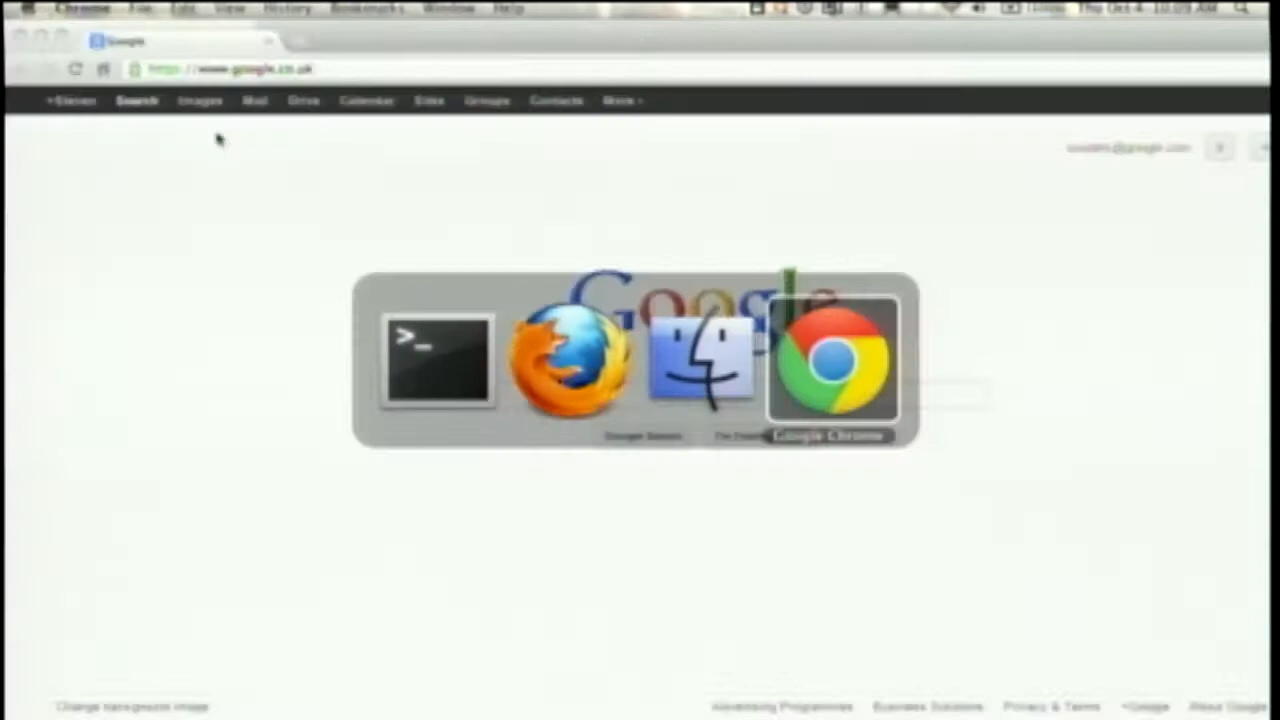 Chrome File Edit View History Bookmarks Window Help Thu Oct 4 10:09 AM
Google
https://www.google.co.uk
+Steven Search Images Mail Drive Calendar Sites Groups Contacts More
Google
>_
Google Chrome
Change background image Advertising Programmes Business Solutions Privacy & Terms +Google About Google